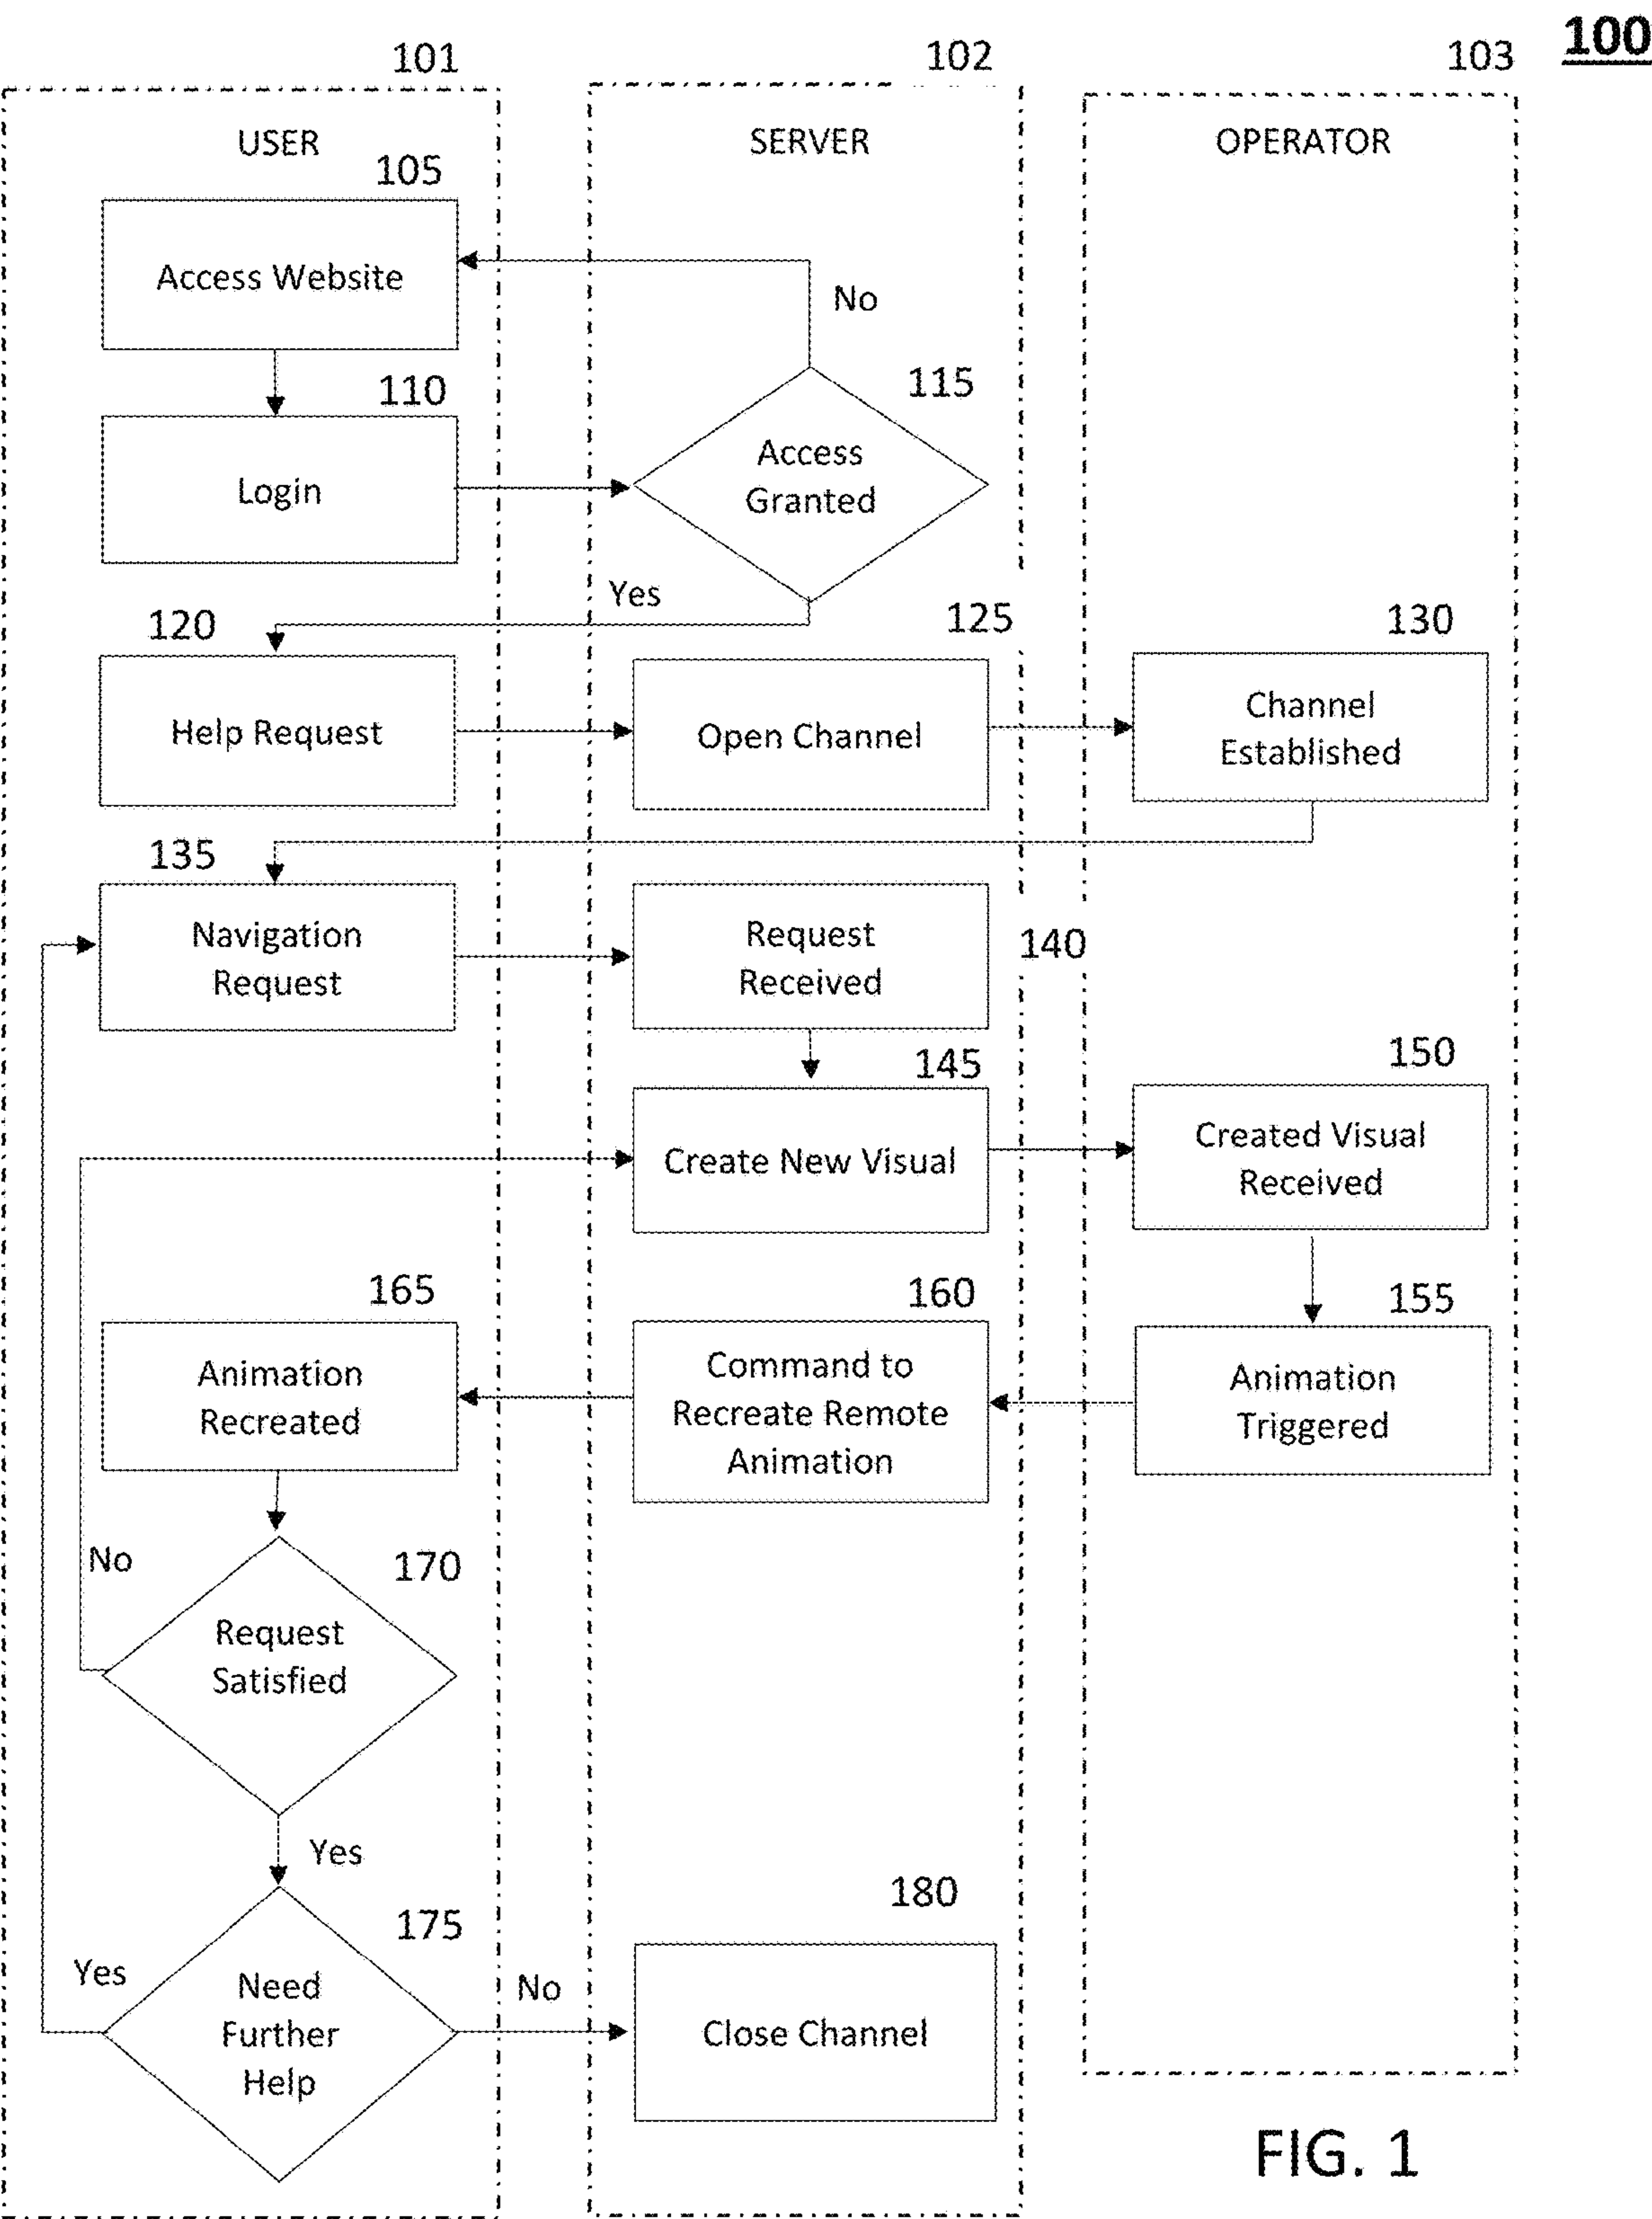 100
101
102
103
USER
SERVER
OPERATOR
105
Access Website
No
110
115
Login
Access
Granted
Yes
120
125
130
Help Request
Open Channel
Channel
Established
135
Navigation
Request
Request
Received
140
145
150
Create New Visual
Created Visual
Received
165
160
155
Animation
Recreated
Command to
Recreate Remote
Animation
Animation
Triggered
No
170
Request
Satisfied
Yes
175
180
Yes
Need
Further
Help
No
Close Channel
FIG. 1